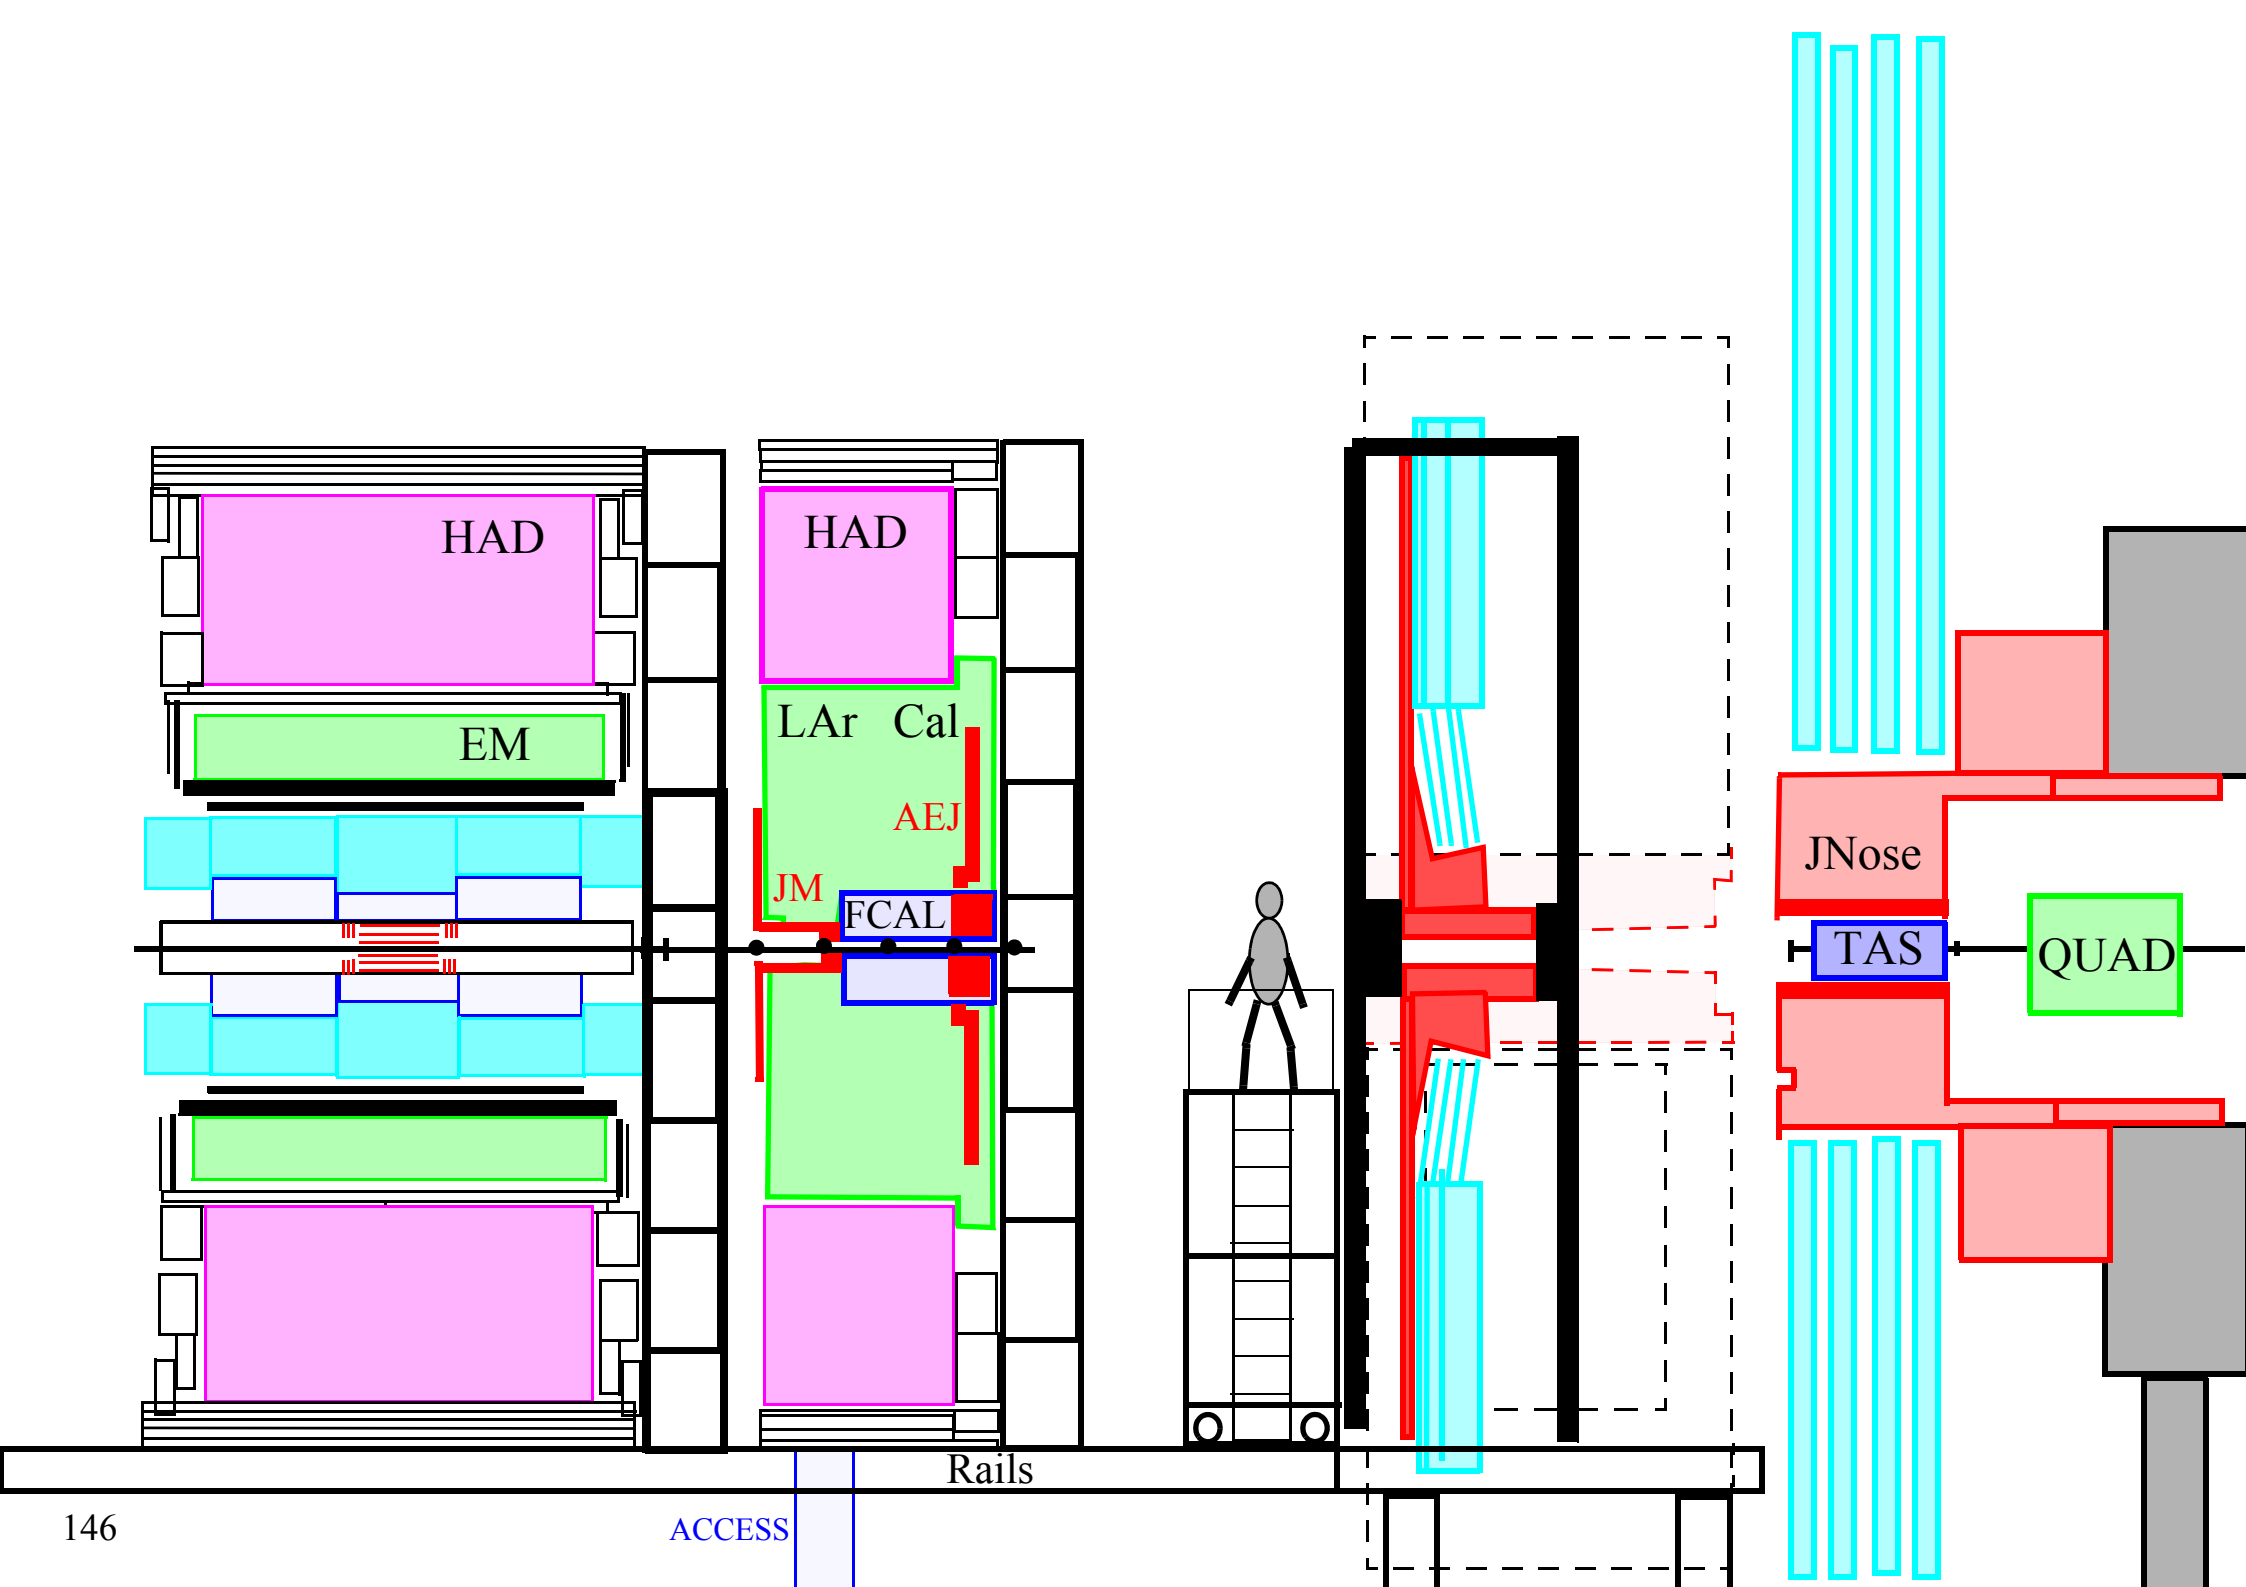 HAD
HAD
LAr Cal
EM
AEJ
JM
FCAL
JNose
TAS
QUAD
Rails
146
ACCESS